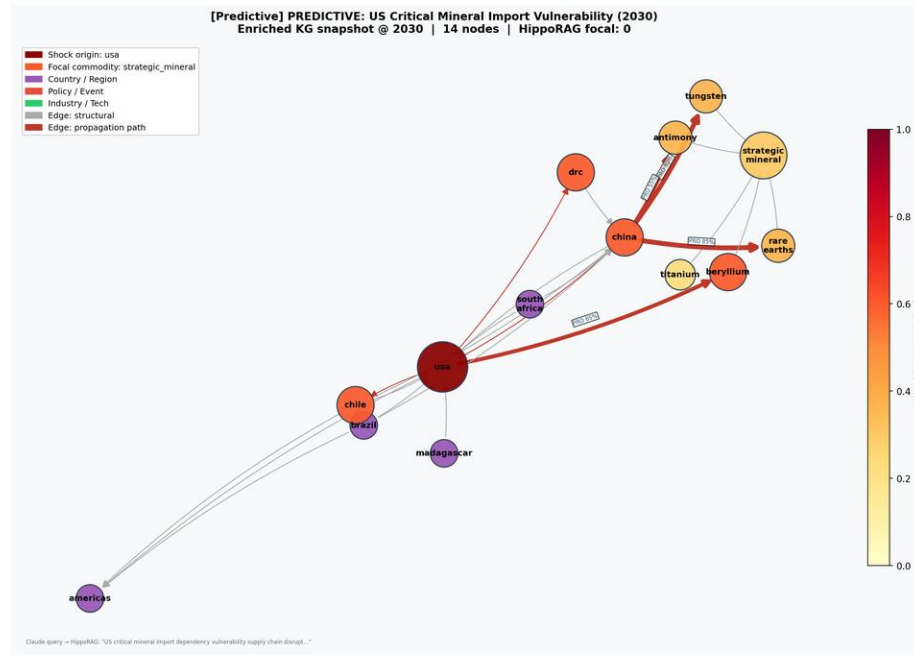 [Predictive] PREDICTIVE: US Critical Mineral Import Vulnerability (2030)
Enriched KG snapshot @ 2030 | 14 nodes | HippoRAG focal: 0
Shock origin: usa
Focal commodity: strategic_mineral
Country / Region
Policy / Event
Industry / Tech
Edge: structural
Edge: propagation path
tungsten
antimony
strategic
mineral
drc
china
PRO 85%
rare
earths
titanium
beryllium
south
africa
PRO 65%
usa
chile
brazil
madagascar
americas
1.0
0.8
0.6
0.4
0.2
0.0
Claude query → HippoRAG: "US critical mineral import dependency vulnerability supply chain disrupt..."